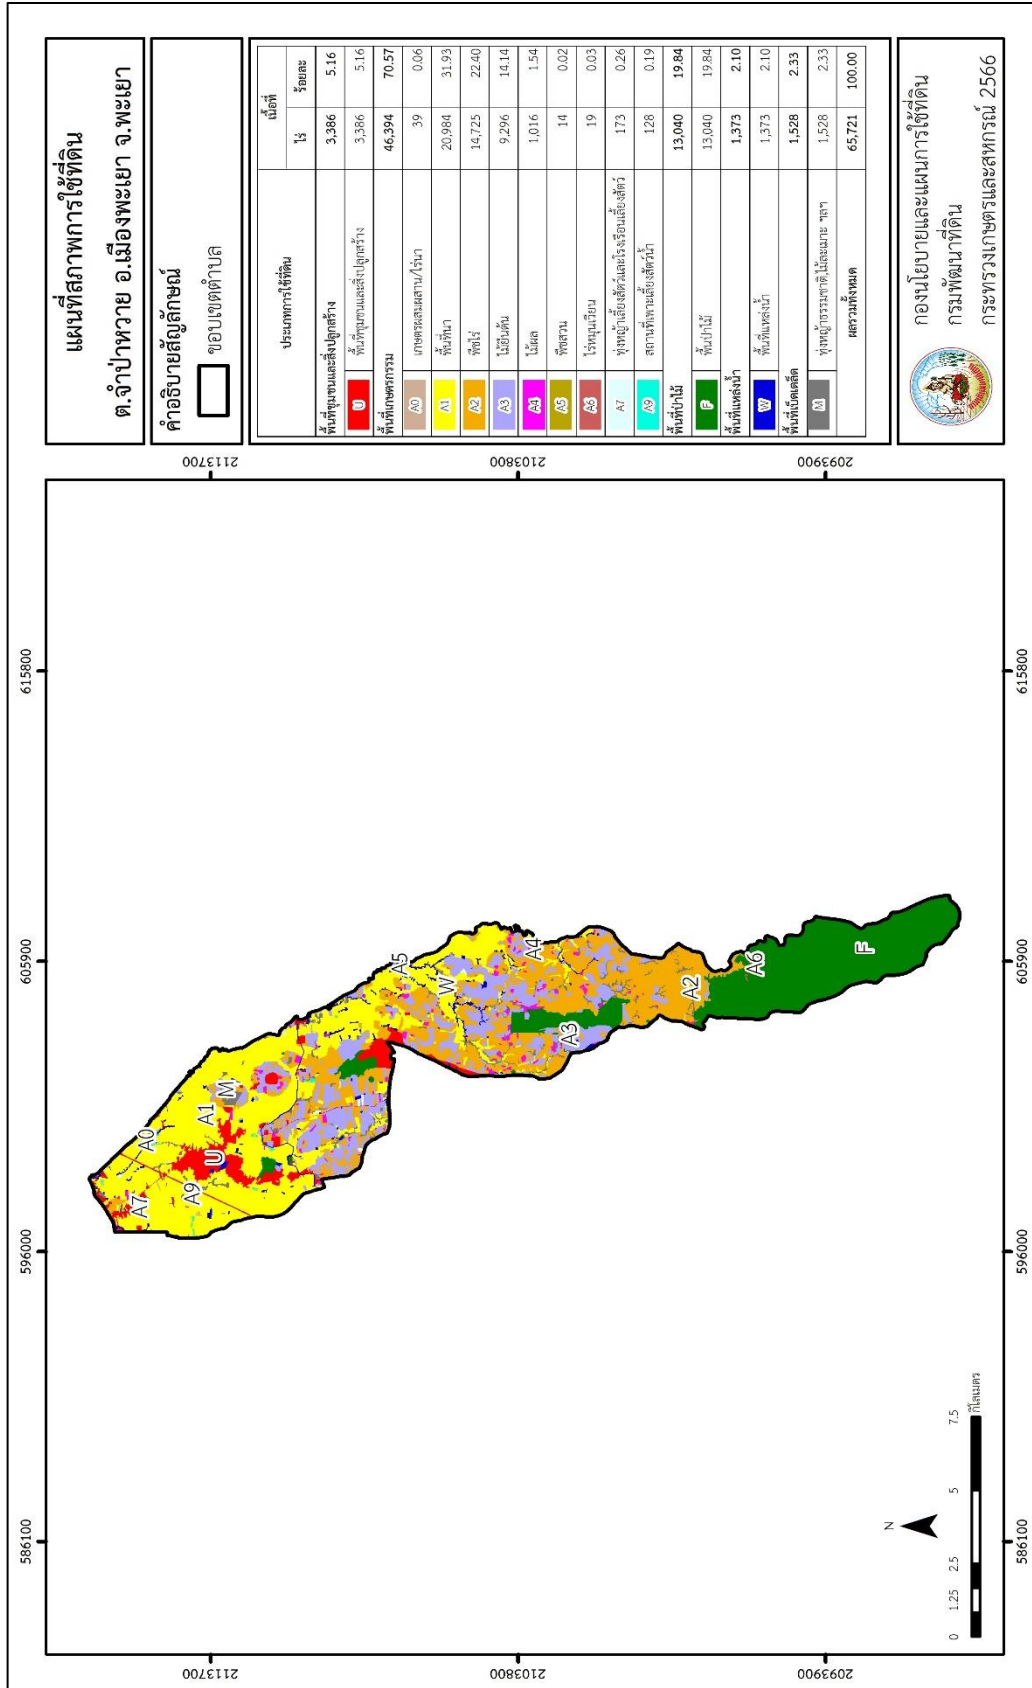 แผนที่สภาพการใช้ที่ดิน
ต.จำป่าหวาย อ.เมืองพะเยา จ.พะเยา
คำอธิบายสัญลักษณ์
ขอบเขตตำบล
ประเภทการใช้ที่ดิน เนื้อที่
ไร่ ร้อยละ
พื้นที่ชุมชนและสิ่งปลูกสร้าง 3,386 5.16
U พื้นที่ชุมชนและสิ่งปลูกสร้าง 3,386 5.16
พื้นที่เกษตรกรรม 46,394 70.57
A0 เกษตรผสมผสาน/ไร่นา 39 0.06
A1 พื้นที่นา 20,984 31.93
A2 พืชไร่ 14,725 22.40
A3 ไม้ยืนต้น 9,296 14.14
A4 ไม้ผล 1,016 1.54
A5 พืชสวน 14 0.02
A6 ไร่หมุนเวียน 19 0.03
A7 ทุ่งหญ้าเลี้ยงสัตว์และโรงเรือนเลี้ยงสัตว์ 173 0.26
A9 สถานที่เพาะเลี้ยงสัตว์น้ำ 128 0.19
พื้นที่ป่าไม้ 13,040 19.84
F พื้นป่าไม้ 13,040 19.84
พื้นที่แหล่งน้ำ 1,373 2.10
W พื้นที่แหล่งน้ำ 1,373 2.10
พื้นที่เบ็ดเตล็ด 1,528 2.33
M ทุ่งหญ้าธรรมชาติ,ไม้ละเมาะ ฯลฯ 1,528 2.33
ผลรวมทั้งหมด 65,721 100.00
กองนโยบายและแผนการใช้ที่ดิน
กรมพัฒนาที่ดิน
กระทรวงเกษตรและสหกรณ์ 2566
586100 596000 605900 615800
2113700
2103800
2093900
2113700
2103800
2093900
A7
A0
A9
A1
U
M
A5
W
A4
A3
A2
A6
F
N
0 1.25 2.5 5 7.5
กิโลเมตร
586100 596000 605900 615800